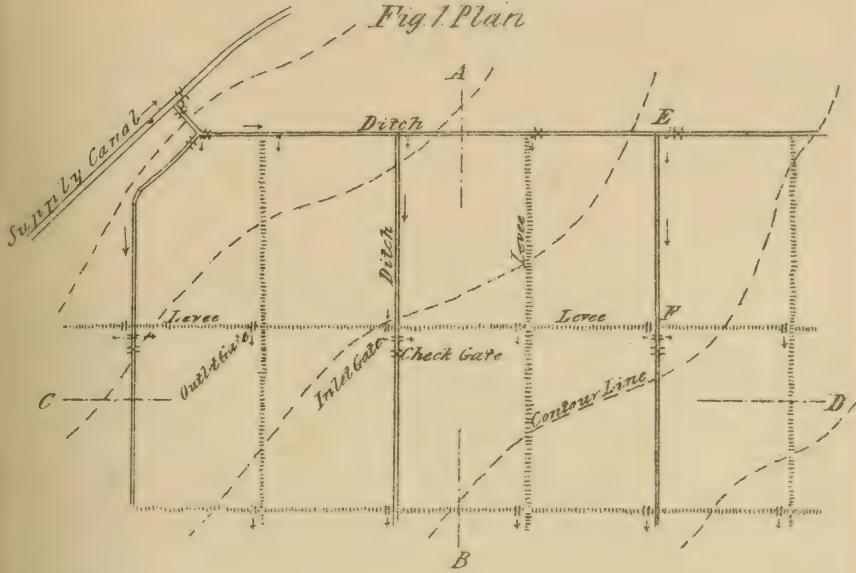 Fig. 1. Plan
A
Supply Canal
G
Ditch
E
Ditch
Levee
Levee
Levee
F
Outlet Gate
Inlet Gate
Check Gate
C
Contour Line
D
B